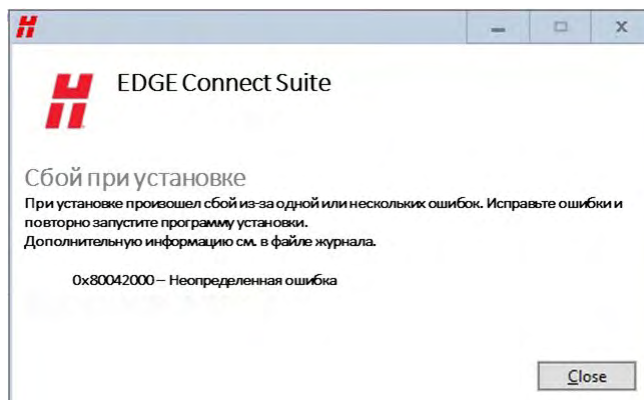 EDGE Connect Suite
Сбой при установке
При установке произошел сбой из-за одной или нескольких ошибок. Исправьте ошибки и
повторно запустите программу установки.
Дополнительную информацию см. в файле журнала.
0x80042000 – Неопределенная ошибка
Close